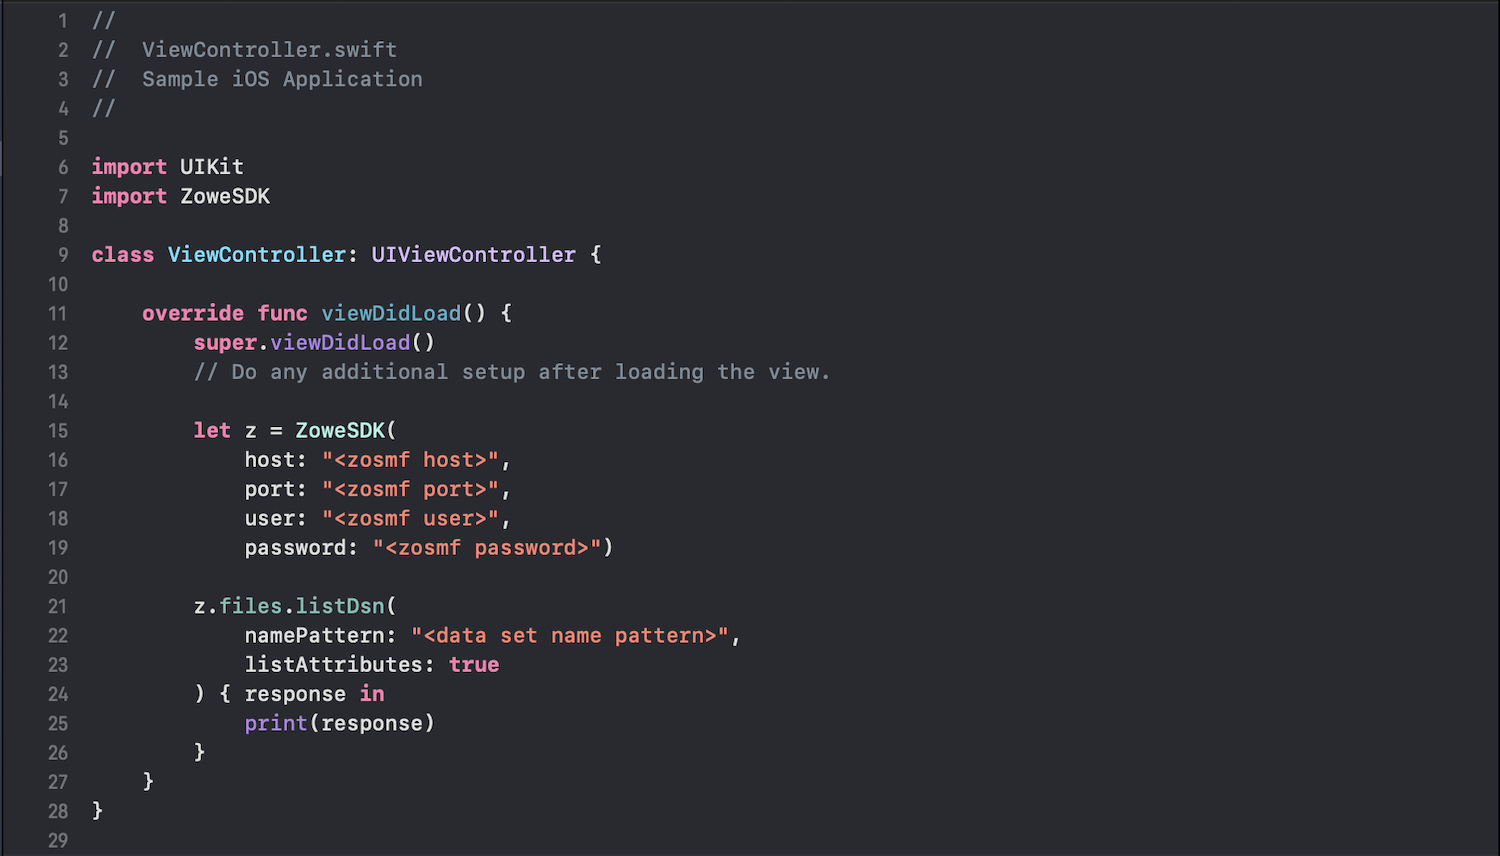 1 //
2 //  ViewController.swift
3 //  Sample iOS Application
4 //
5
6 import UIKit
7 import ZoweSDK
8
9 class ViewController: UIViewController {
10
11     override func viewDidLoad() {
12         super.viewDidLoad()
13         // Do any additional setup after loading the view.
14
15         let z = ZoweSDK(
16             host: "<zosmf host>",
17             port: "<zosmf port>",
18             user: "<zosmf user>",
19             password: "<zosmf password>")
20
21         z.files.listDsn(
22             namePattern: "<data set name pattern>",
23             listAttributes: true
24         ) { response in
25             print(response)
26         }
27     }
28 }
29